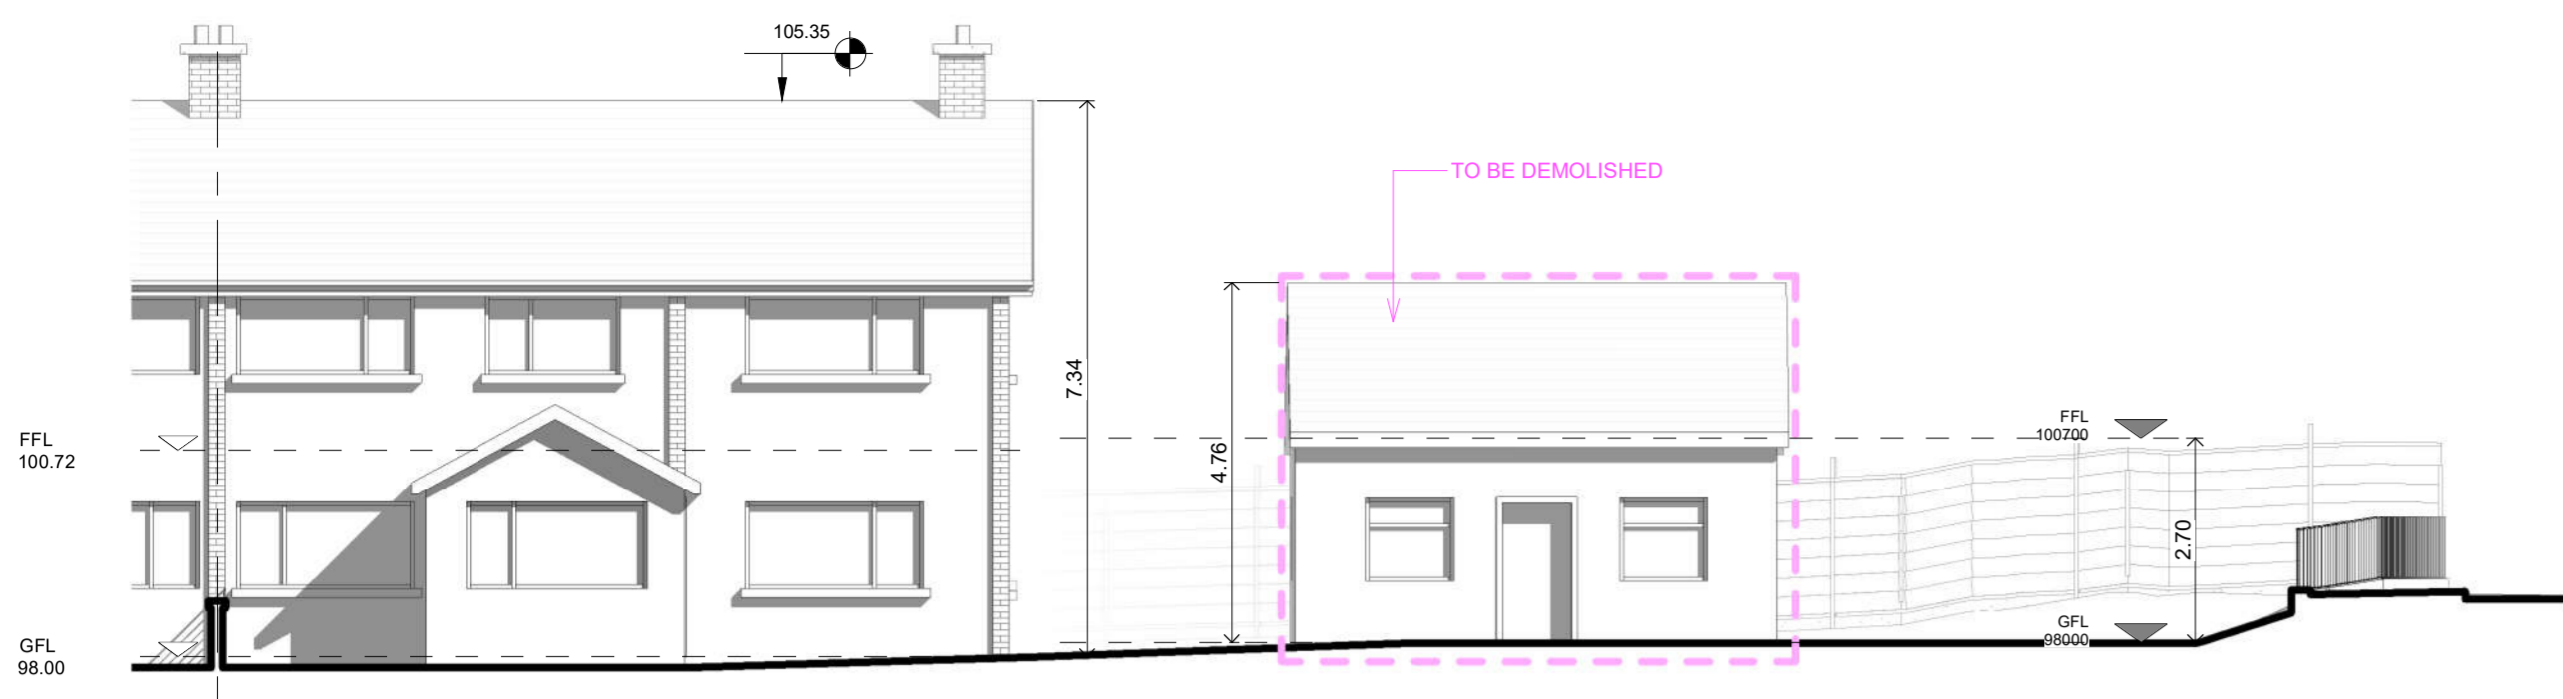 105.35
TO BE DEMOLISHED
7.34
4.76
FFL
100.72
FFL
100700
2.70
GFL
98.00
GFL
98000